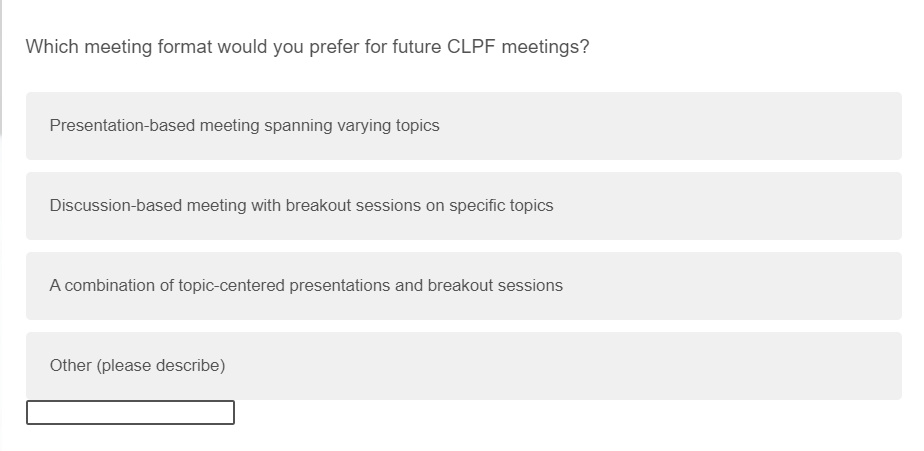 Which meeting format would you prefer for future CLPF meetings?
Presentation-based meeting spanning varying topics
Discussion-based meeting with breakout sessions on specific topics
A combination of topic-centered presentations and breakout sessions
Other (please describe)